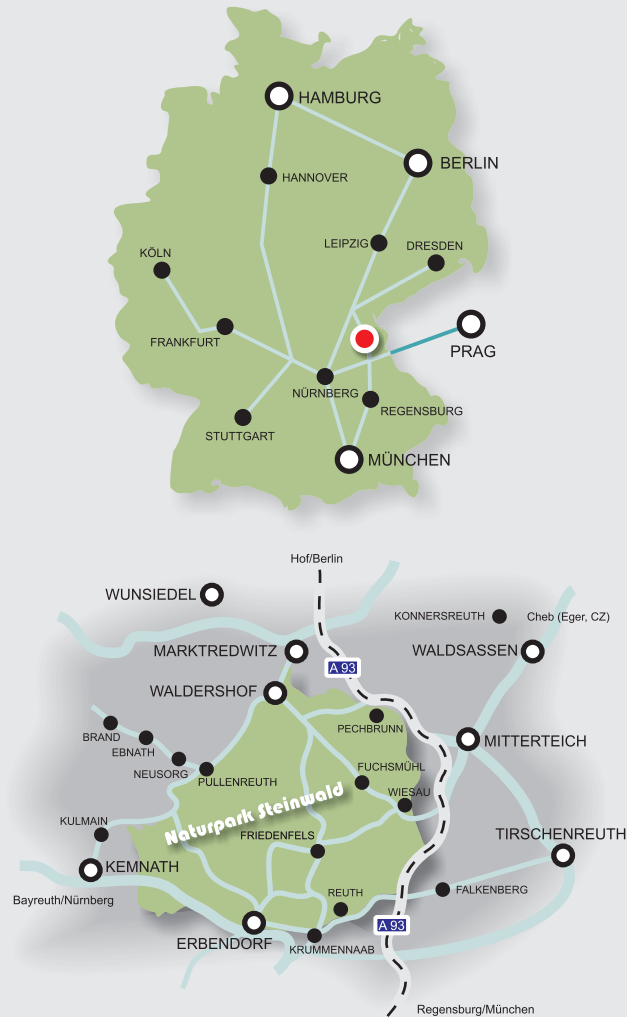 HAMBURG
BERLIN
HANNOVER
LEIPZIG
DRESDEN
KÖLN
FRANKFURT
PRAG
NÜRNBERG
REGENSBURG
STUTTGART
MÜNCHEN
Hof/Berlin
WUNSIEDEL
KONNERSREUTH
Cheb (Eger, CZ)
MARKTREDWITZ
WALDSASSEN
A 93
WALDERSHOF
PECHBRUNN
BRAND
MITTERTEICH
EBNATH
NEUSORG
FUCHSMÜHL
PULLENREUTH
WIESAU
Naturpark Steinwald
KULMAIN
FRIEDENFELS
TIRSCHENREUTH
KEMNATH
REUTH
FALKENBERG
Bayreuth/Nürnberg
A 93
ERBENDORF
KRUMMENNAAB
Regensburg/München